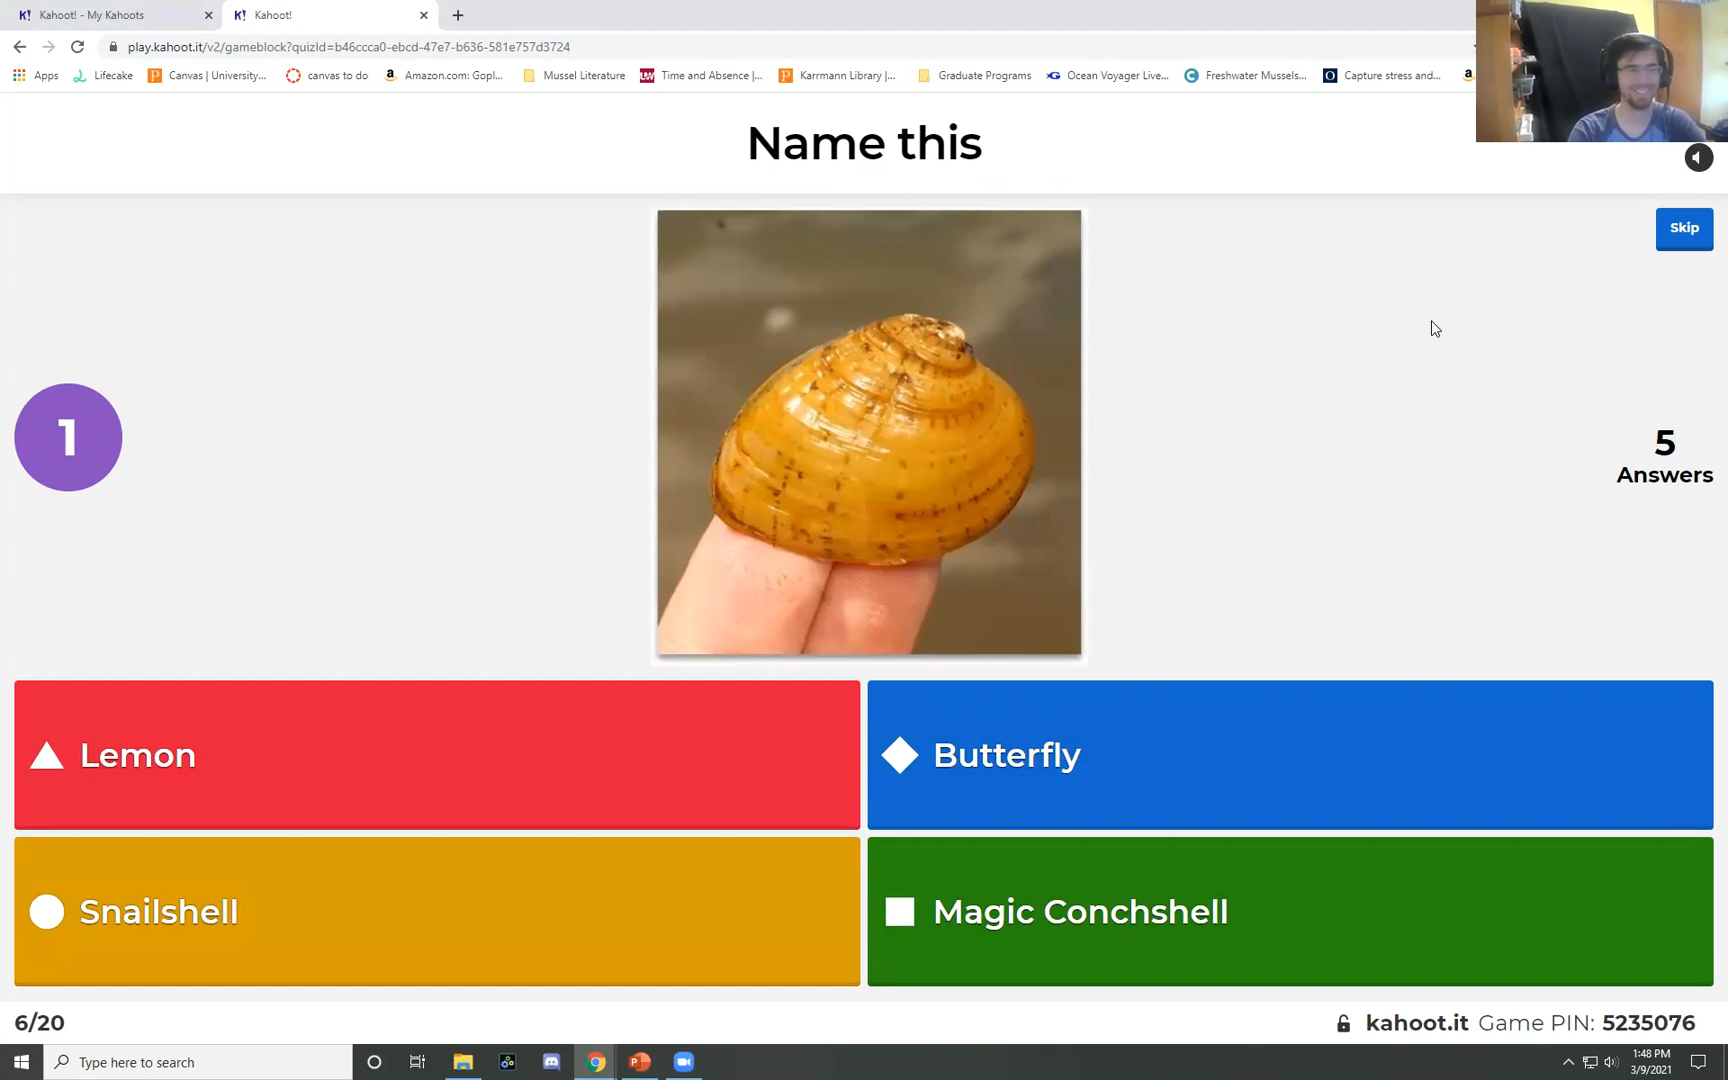 Kahoot! - My Kahoots
Kahoot!
play.kahoot.it/v2/gameblock?quizId=b46ccca0-ebcd-47e7-b636-581e757d3724
Apps Lifecake Canvas | University... canvas to do Amazon.com: Gopl... Mussel Literature Time and Absence |... Karrmann Library |... Graduate Programs Ocean Voyager Live... Freshwater Mussels... Capture stress and...
Name this
Skip
1
5
Answers
Lemon
Butterfly
Snailshell
Magic Conchshell
6/20
kahoot.it Game PIN: 5235076
Type here to search
1:48 PM
3/9/2021